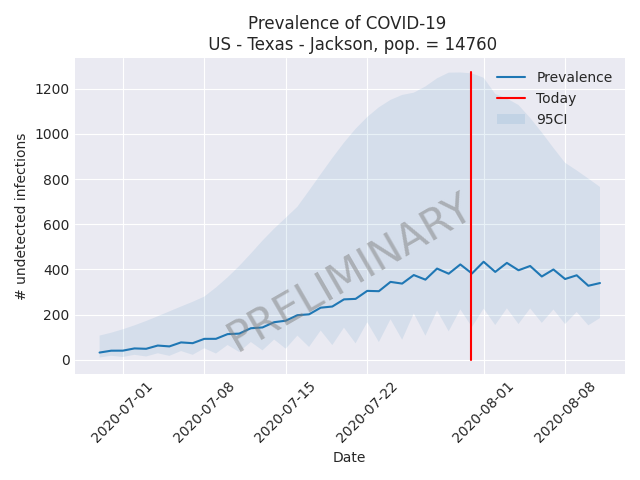 Prevalence of COVID-19
US - Texas - Jackson, pop. = 14760
Prevalence
Today
95CI
1200
1000
800
600
400
200
0
# undetected infections
PRELIMINARY
2020-07-01
2020-07-08
2020-07-15
2020-07-22
2020-08-01
2020-08-08
Date